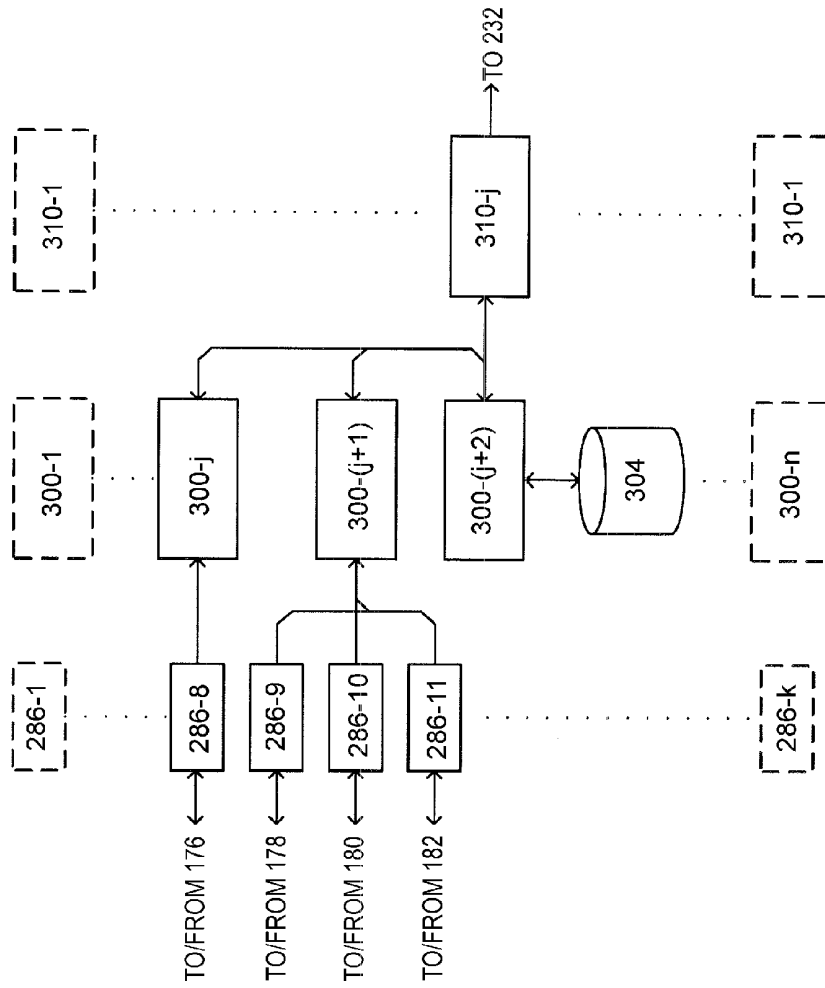 310-1
TO 232
310-j
310-1
300-1
300-j
300-(j+1)
300-(j+2)
304
300-n
286-1
286-8
286-9
286-10
286-11
286-k
TO/FROM 176
TO/FROM 178
TO/FROM 180
TO/FROM 182